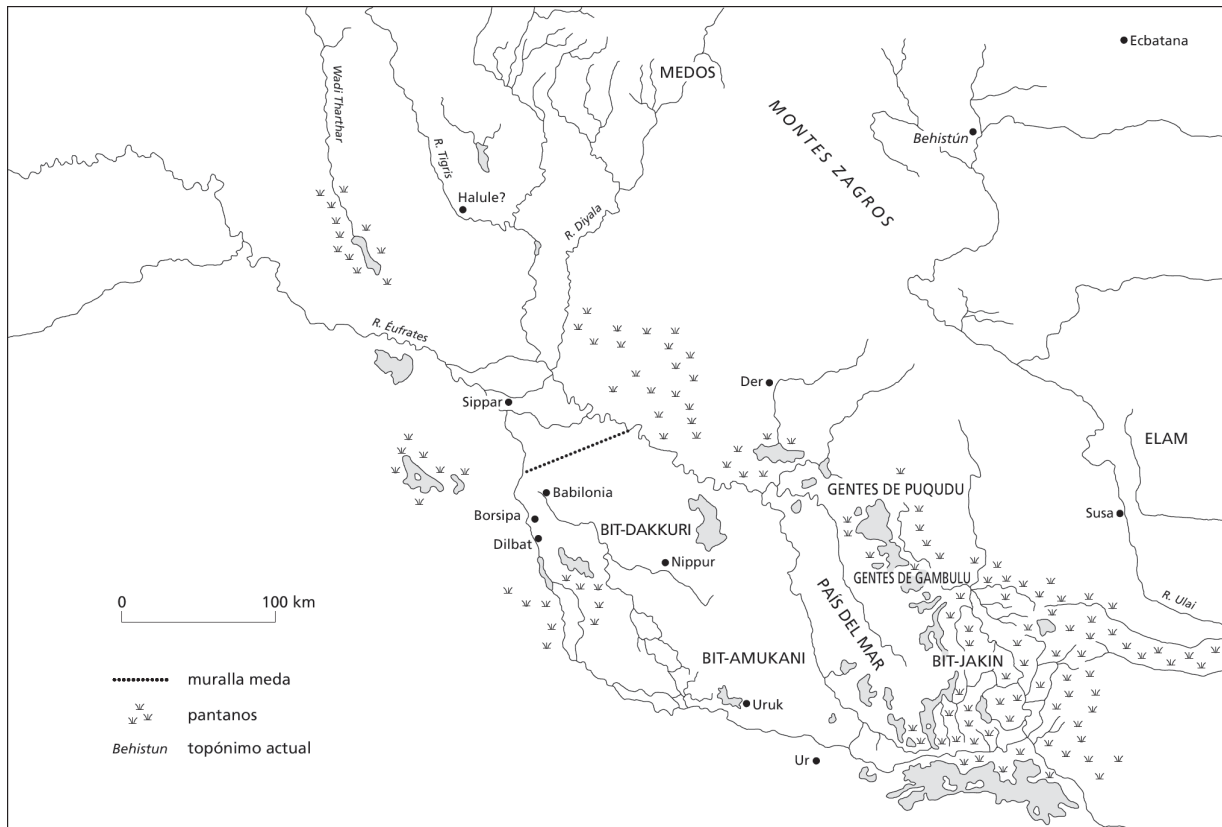 Ecbatana
MEDOS
Wadi Tharthar
MONTES ZAGROS
Behistún
R. Tigris
Halule?
R. Diyala
R. Éufrates
Der
Sippar
ELAM
GENTES DE PUQUDU
Babilonia
Susa
Borsipa
BIT-DAKKURI
Dilbat
Nippur
GENTES DE GAMBULU
PAÍS DEL MAR
R. Ulai
0 100 km
BIT-AMUKANI
BIT-JAKIN
muralla meda
Uruk
pantanos
Behistun topónimo actual
Ur